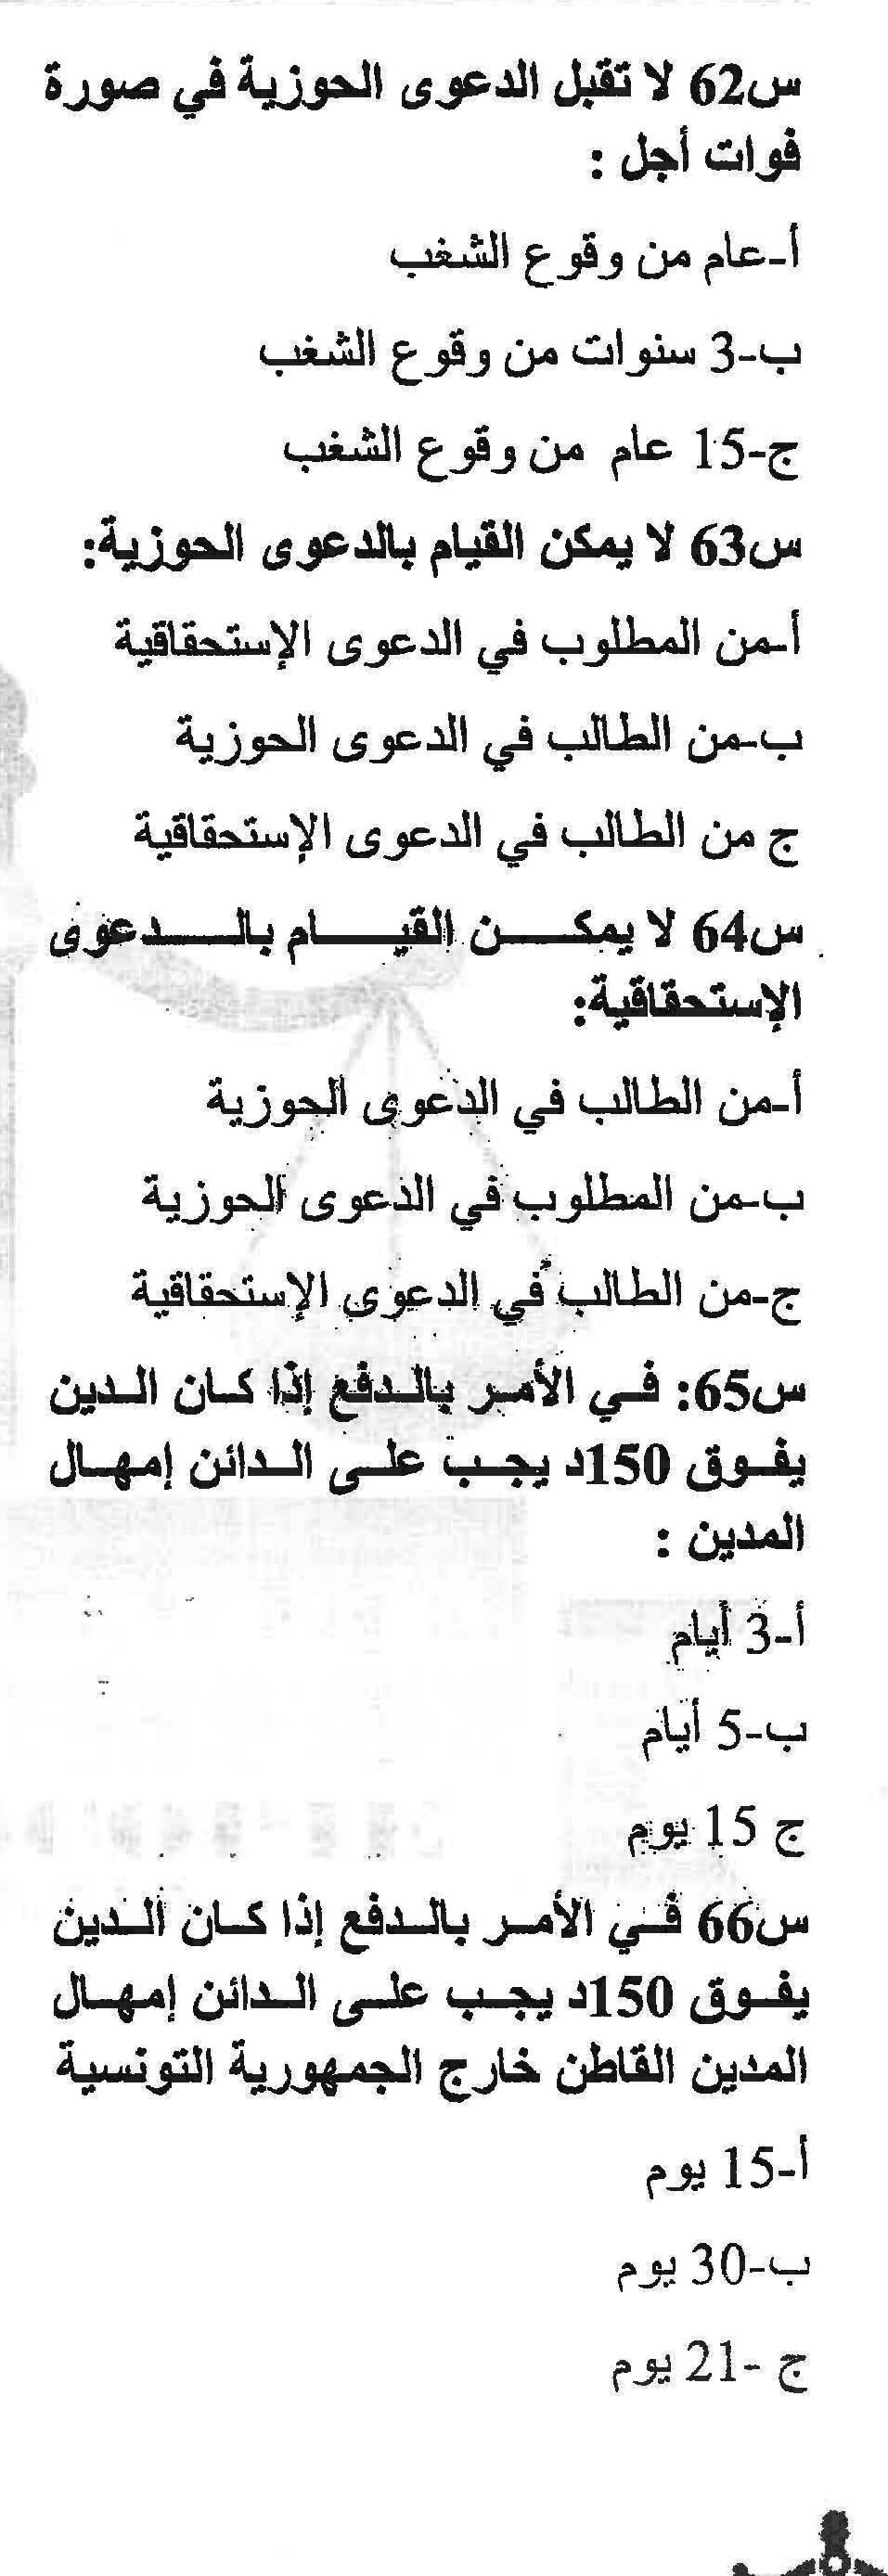 س62 لا تقبل الدعوى الحوزية في صورة
فوات أجل :
أ-عام من وقوع الشغب
ب-3 سنوات من وقوع الشغب
ج-15 عام من وقوع الشغب
س63 لا يمكن القيام بالدعوى الحوزية:
أ-من المطلوب في الدعوى الإستحقاقية
ب-من الطالب في الدعوى الحوزية
ج من الطالب في الدعوى الإستحقاقية
س64 لا يمكن القيام بالدعوى
الإستحقاقية:
أ-من الطالب في الدعوى الحوزية
ب-من المطلوب في الدعوى الحوزية
ج-من الطالب في الدعوى الإستحقاقية
س65: في الأمر بالدفع إذا كان الدين
يفوق 150د يجب على الدائن إمهال
المدين :
أ-3 أيام
ب-5 أيام
ج 15 يوم
س66 في الأمر بالدفع إذا كان الدين
يفوق 150د يجب على الدائن إمهال
المدين القاطن خارج الجمهورية التونسية
أ-15 يوم
ب-30 يوم
ج -21 يوم